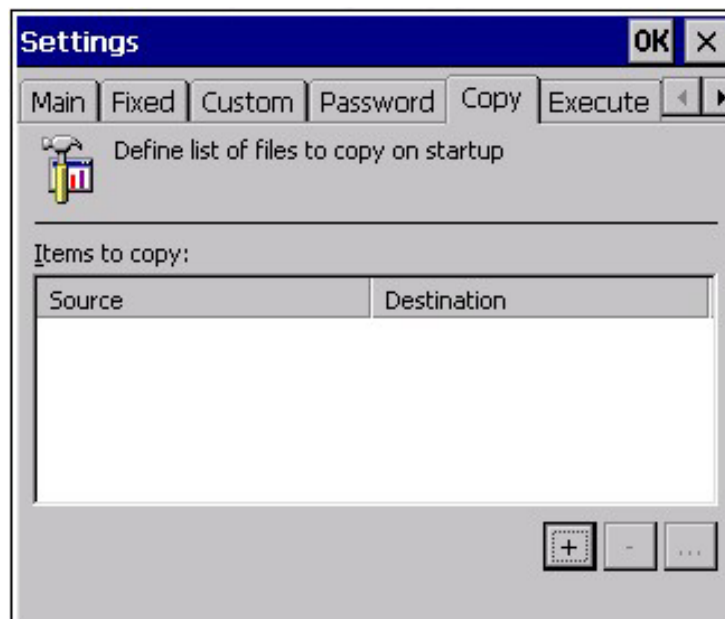 Settings OK ×
Main Fixed Custom Password Copy Execute
Define list of files to copy on startup
Items to copy:
Source Destination
+ - ...